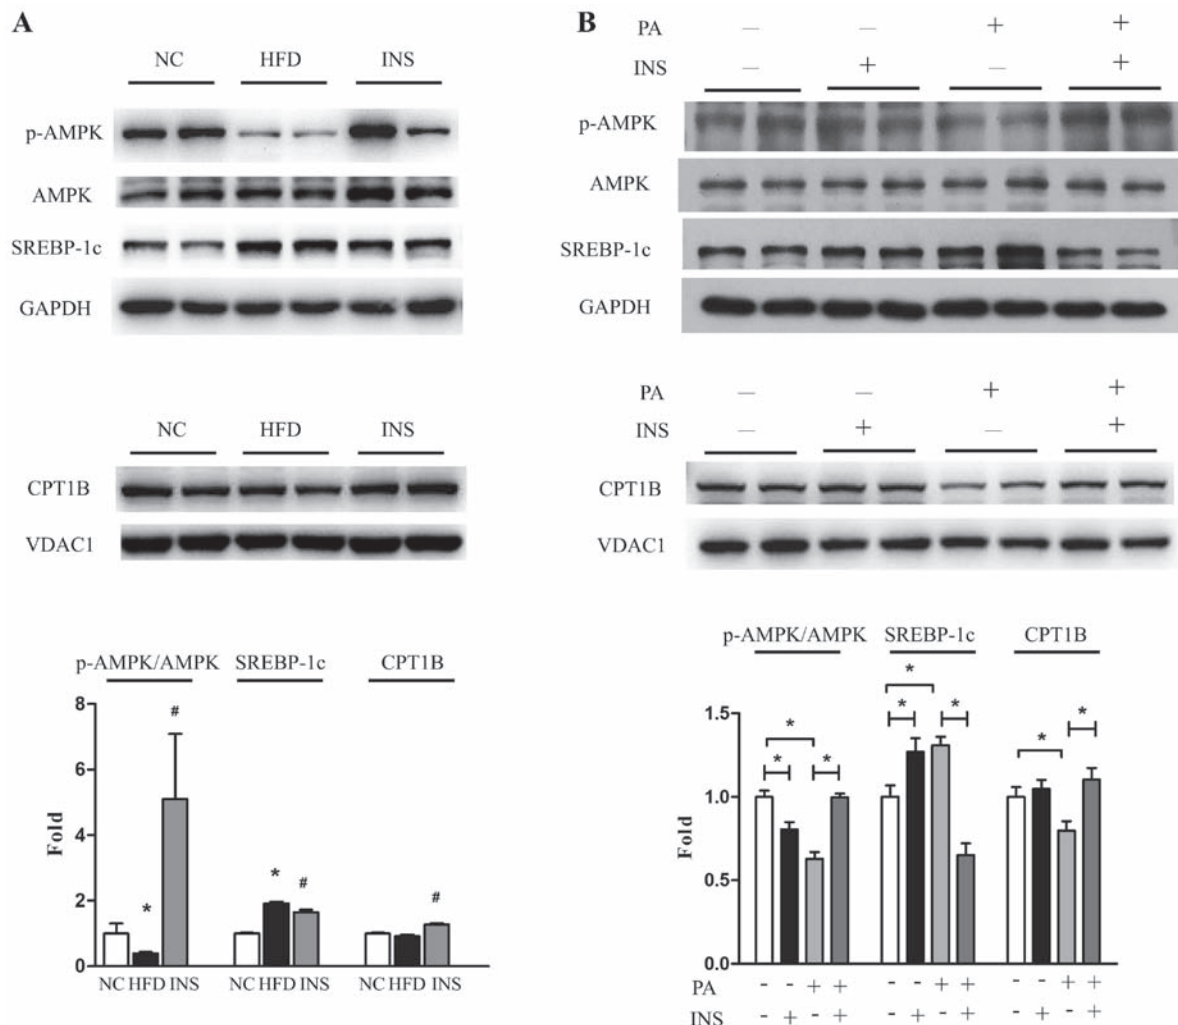 A
NC HFD INS
p-AMPK
AMPK
SREBP-1c
GAPDH
NC HFD INS
CPT1B
VDAC1
p-AMPK/AMPK SREBP-1c CPT1B
8
6
4
2
0
Fold
* # * # #
NC HFD INS NC HFD INS NC HFD INS
B
PA — — + +
INS — + — +
p-AMPK
AMPK
SREBP-1c
GAPDH
PA — — + +
INS — + — +
CPT1B
VDAC1
p-AMPK/AMPK SREBP-1c CPT1B
1.5
1.0
0.5
0.0
Fold
* * * * * * * *
PA - - + + - - + + - - + +
INS - + - + - + - + - + - +